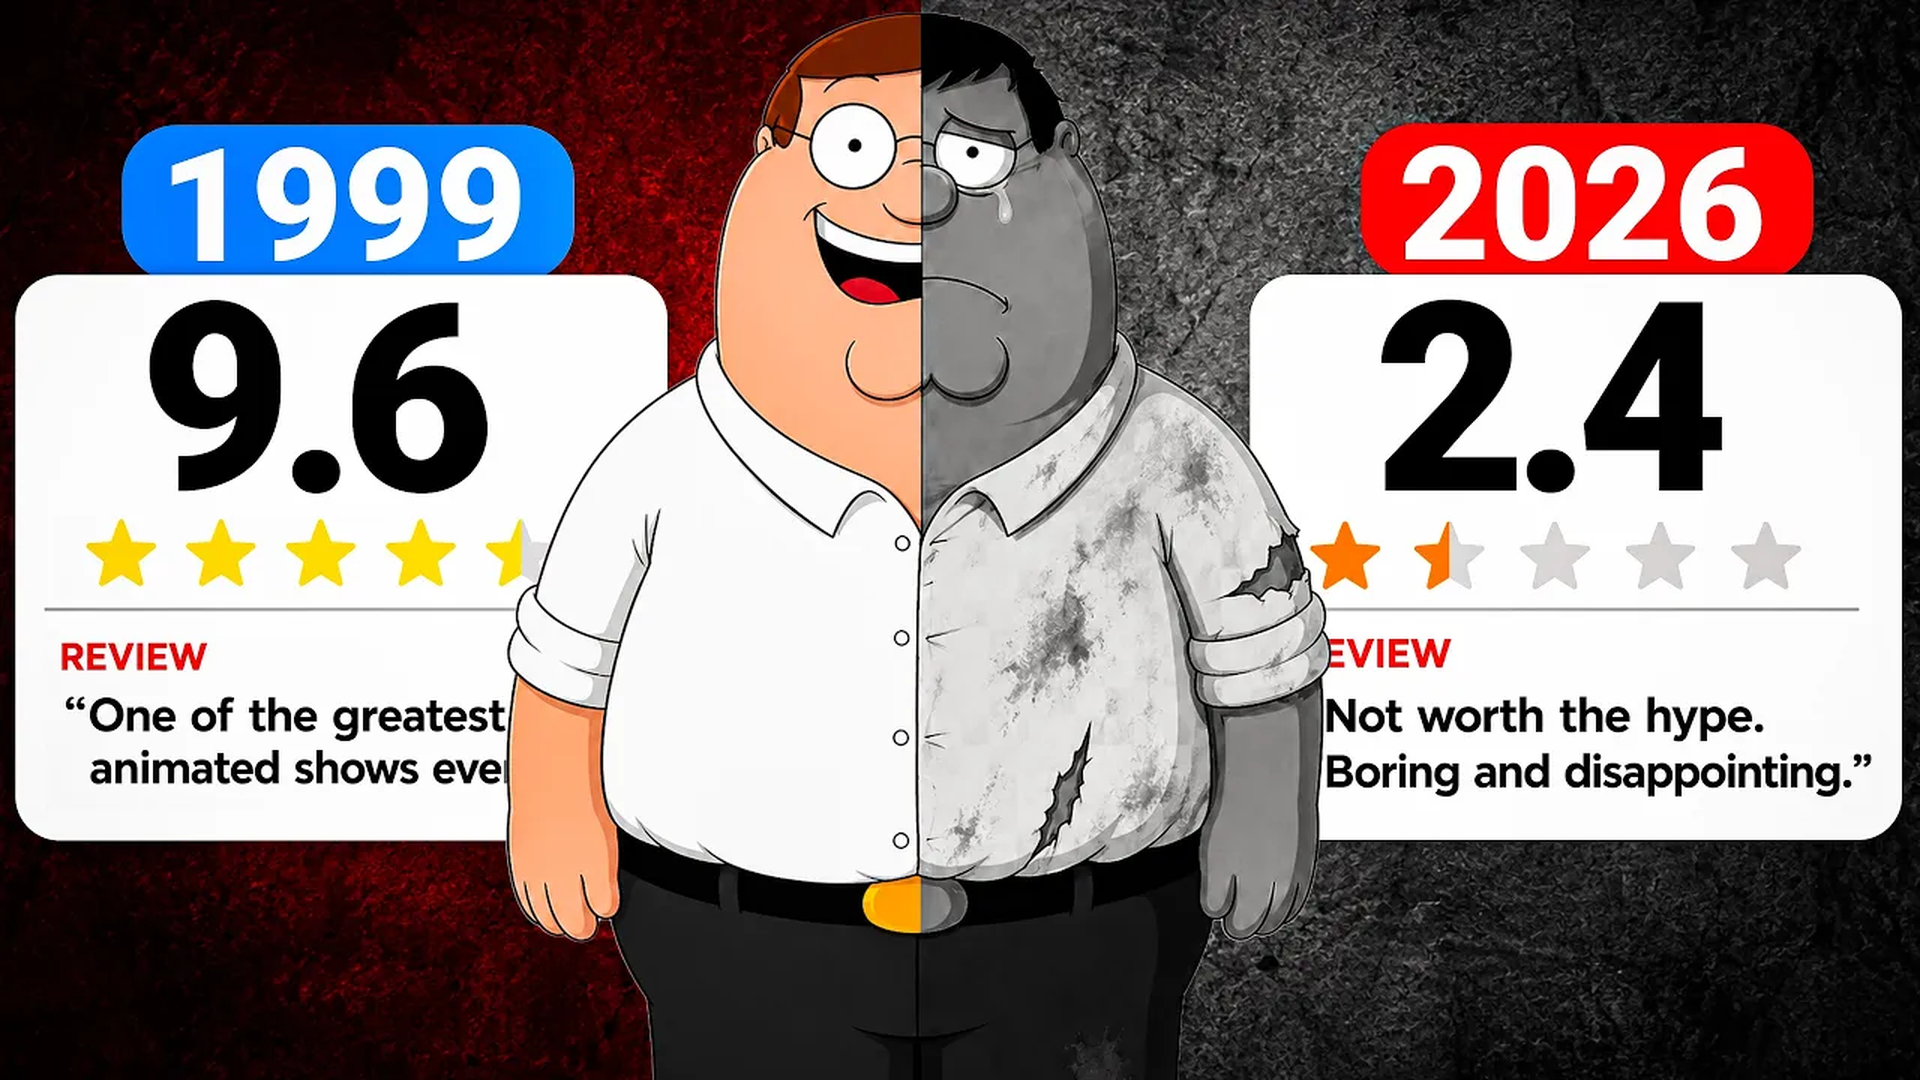 1999
9.6
REVIEW
“One of the greatest
animated shows
2026
2.4
EVIEW
Not worth the hype.
Boring and disappointing.”